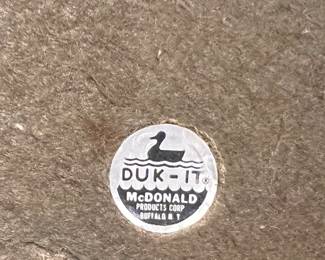 DUK-IT®
McDONALD
PRODUCTS CORP
BUFFALO N Y